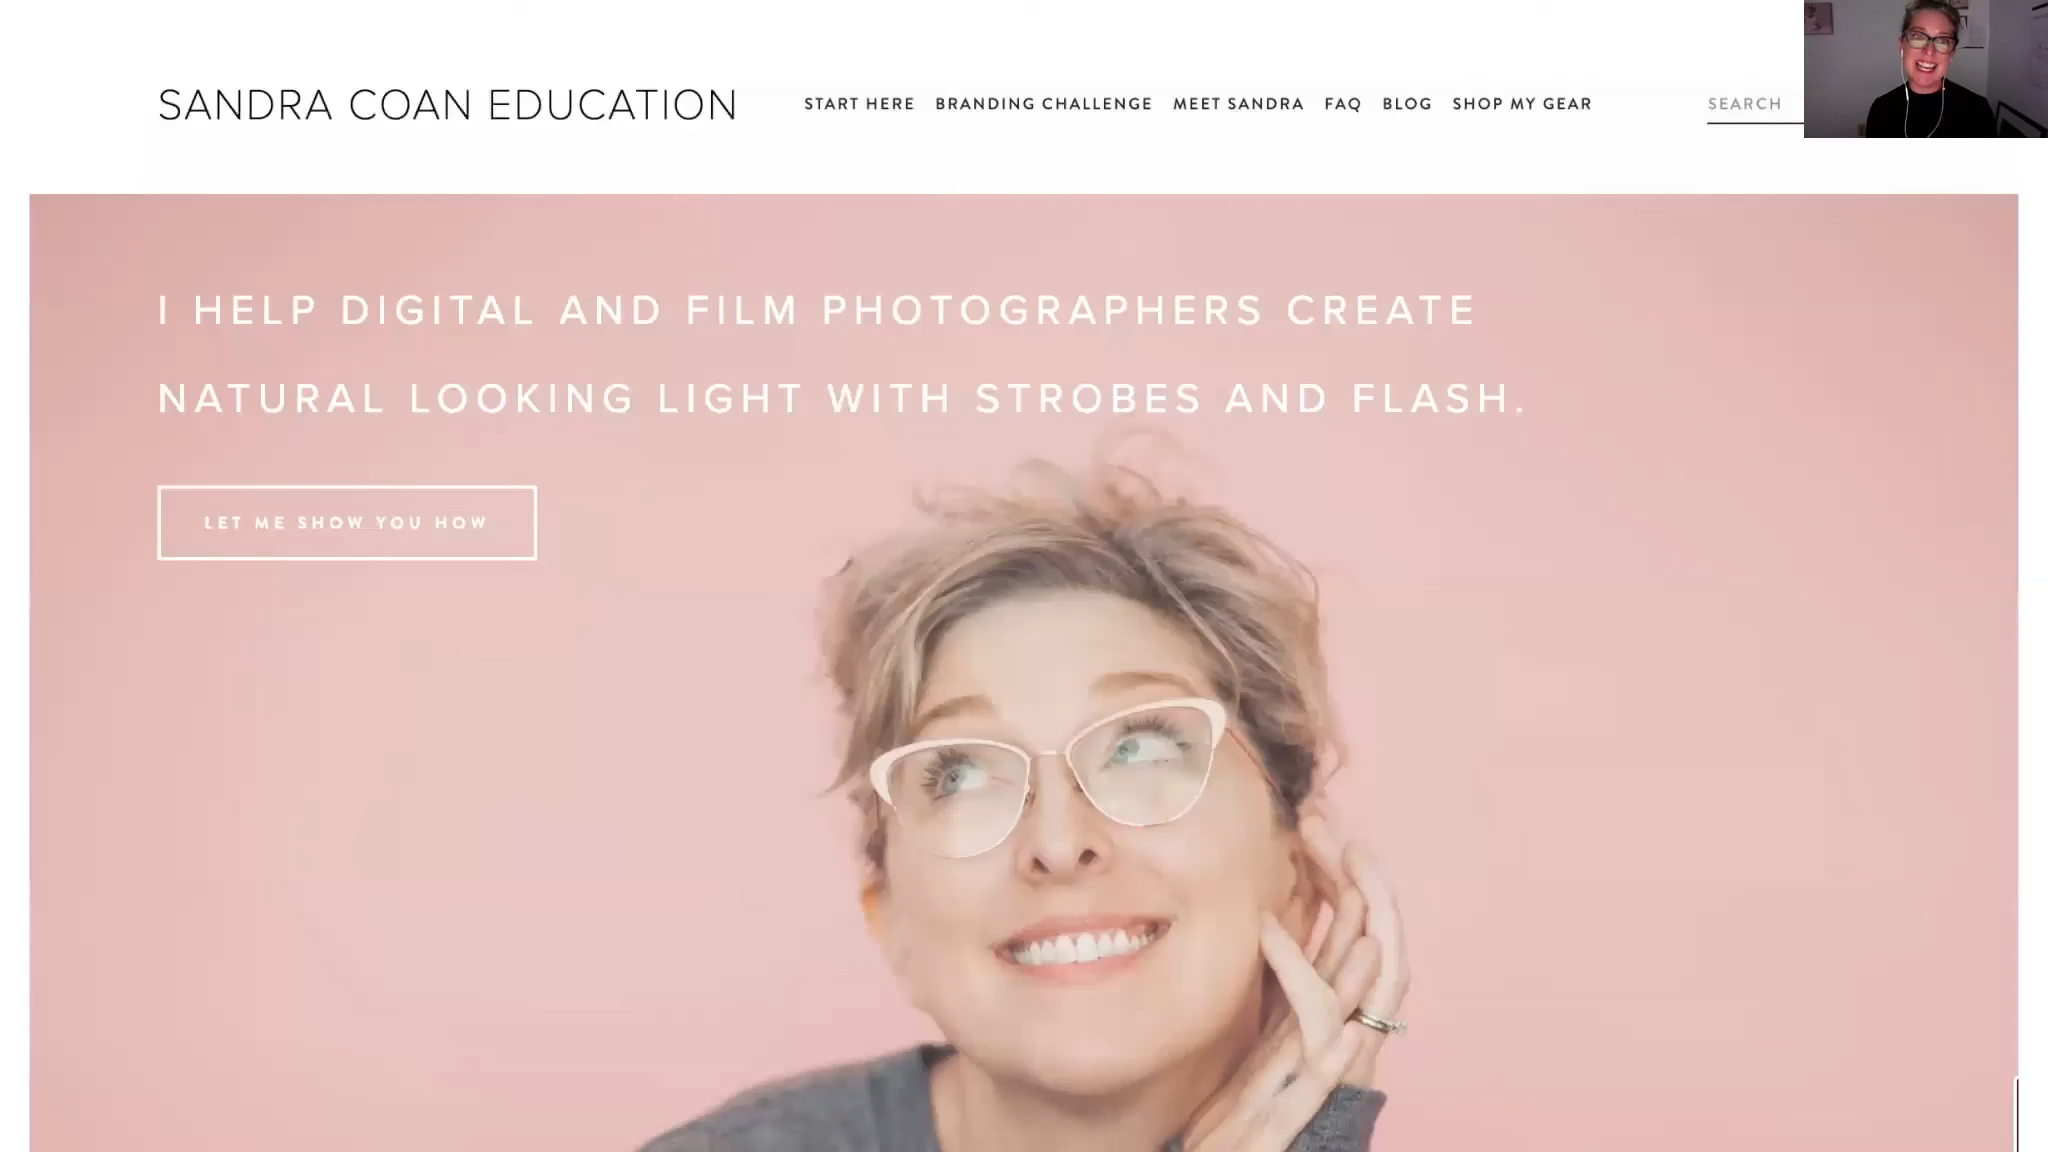 SANDRA COAN EDUCATION
START HERE BRANDING CHALLENGE MEET SANDRA FAQ BLOG SHOP MY GEAR
SEARCH
I HELP DIGITAL AND FILM PHOTOGRAPHERS CREATE
NATURAL LOOKING LIGHT WITH STROBES AND FLASH.
LET ME SHOW YOU HOW